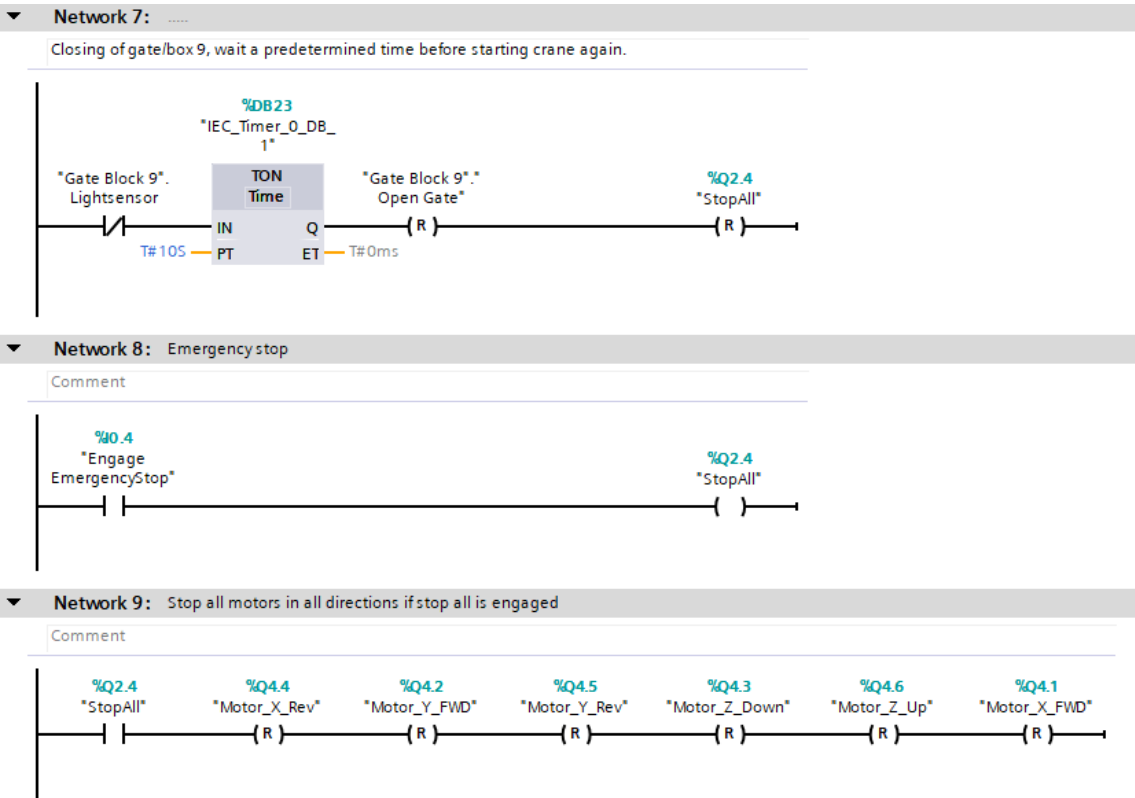 Network 7: .....
Closing of gate/box 9, wait a predetermined time before starting crane again.
%DB23
"IEC_Timer_0_DB_
1"
"Gate Block 9".
Lightsensor
TON
Time
"Gate Block 9"."
Open Gate"
%Q2.4
"StopAll"
IN Q
R
R
T#10S PT ET T#0ms
Network 8: Emergency stop
Comment
%I0.4
"Engage
EmergencyStop"
%Q2.4
"StopAll"
Network 9: Stop all motors in all directions if stop all is engaged
Comment
%Q2.4 %Q4.4 %Q4.2 %Q4.5 %Q4.3 %Q4.6 %Q4.1
"StopAll" "Motor_X_Rev" "Motor_Y_FWD" "Motor_Y_Rev" "Motor_Z_Down" "Motor_Z_Up" "Motor_X_FWD"
R R R R R R